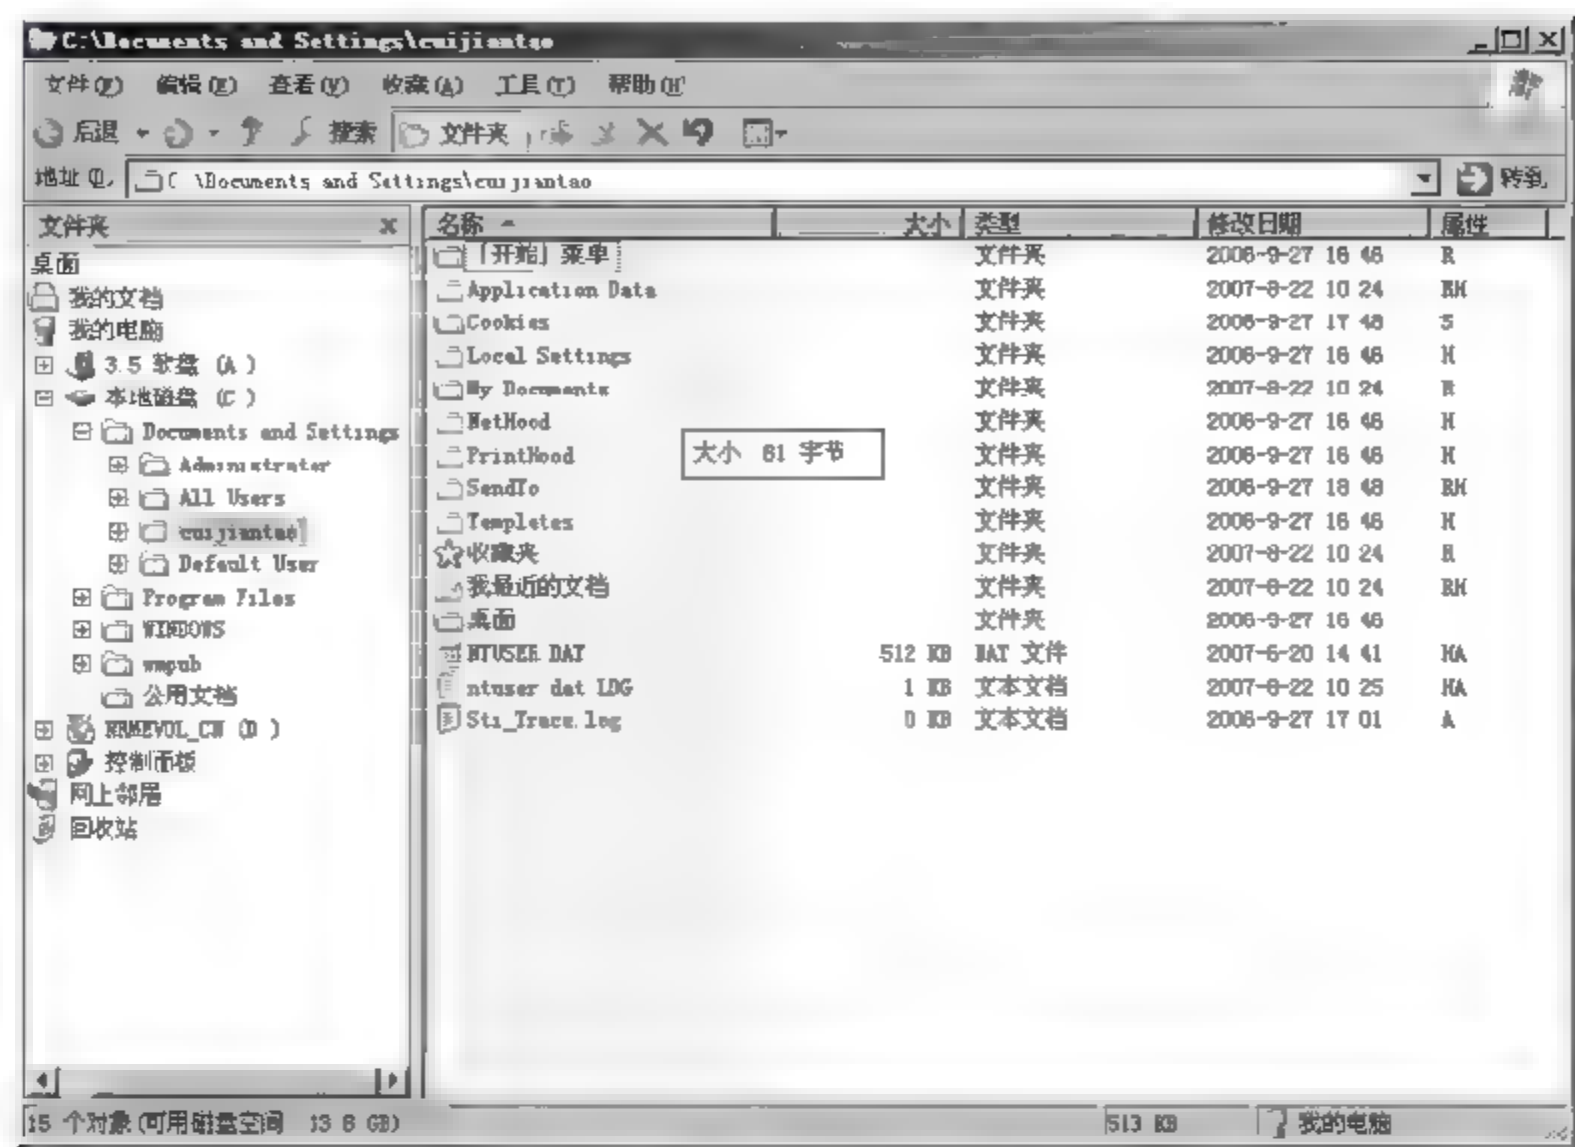 C:\Documents and Settings\cuijiantao
文件(F) 编辑(E) 查看(V) 收藏(A) 工具(T) 帮助(H)
后退 搜索 文件夹
地址(D) C:\Documents and Settings\cuijiantao 转到
文件夹 x
桌面
我的文档
我的电脑
3.5 软盘 (A:)
本地磁盘 (C:)
Documents and Settings
Administrator
All Users
cuijiantao
Default User
Program Files
WINDOWS
wmpub
公用文档
(D:)
控制面板
网上邻居
回收站
名称 大小 类型 修改日期 属性
「开始」菜单 文件夹 2006-9-27 16:46 R
Application Data 文件夹 2007-8-22 10:24 RH
Cookies 文件夹 2006-9-27 17:48 S
Local Settings 文件夹 2006-9-27 16:46 H
My Documents 文件夹 2007-8-22 10:24 R
NetHood 文件夹 2006-9-27 16:46 H
PrintHood 文件夹 2006-9-27 16:46 H
SendTo 文件夹 2006-9-27 18:48 RH
Templates 文件夹 2006-9-27 16:46 H
收藏夹 文件夹 2007-8-22 10:24 R
我最近的文档 文件夹 2007-8-22 10:24 RH
桌面 文件夹 2006-9-27 16:46
NTUSER.DAT 512 KB DAT 文件 2007-6-20 14:41 HA
ntuser.dat.LOG 1 KB 文本文档 2007-8-22 10:25 HA
Sti_Trace.log 0 KB 文本文档 2006-9-27 17:01 A
大小: 81 字节
15 个对象(可用磁盘空间: 13.8 GB) 513 KB 我的电脑